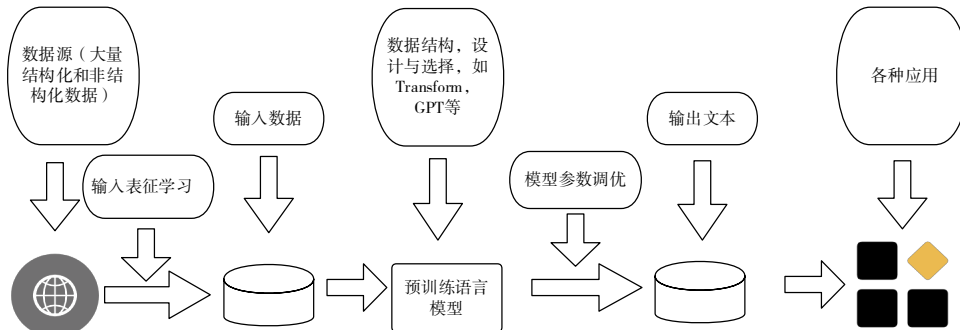 数据源（大量
结构化和非结
构化数据）
输入表征学习
输入数据
数据结构，设
计与选择，如
Transform，
GPT等
预训练语言
模型
模型参数调优
输出文本
各种应用